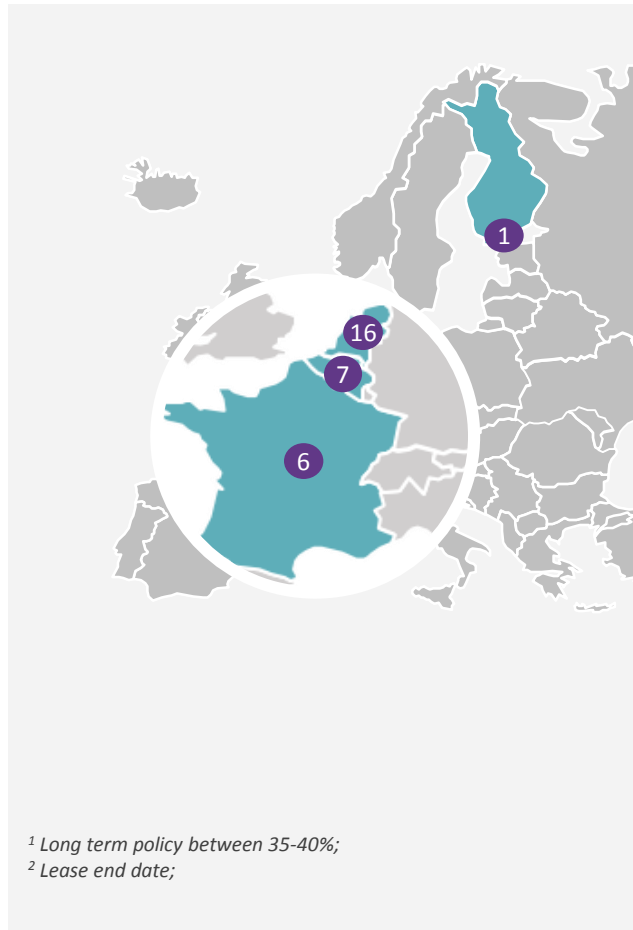 1
16
7
6
¹ Long term policy between 35-40%;
² Lease end date;